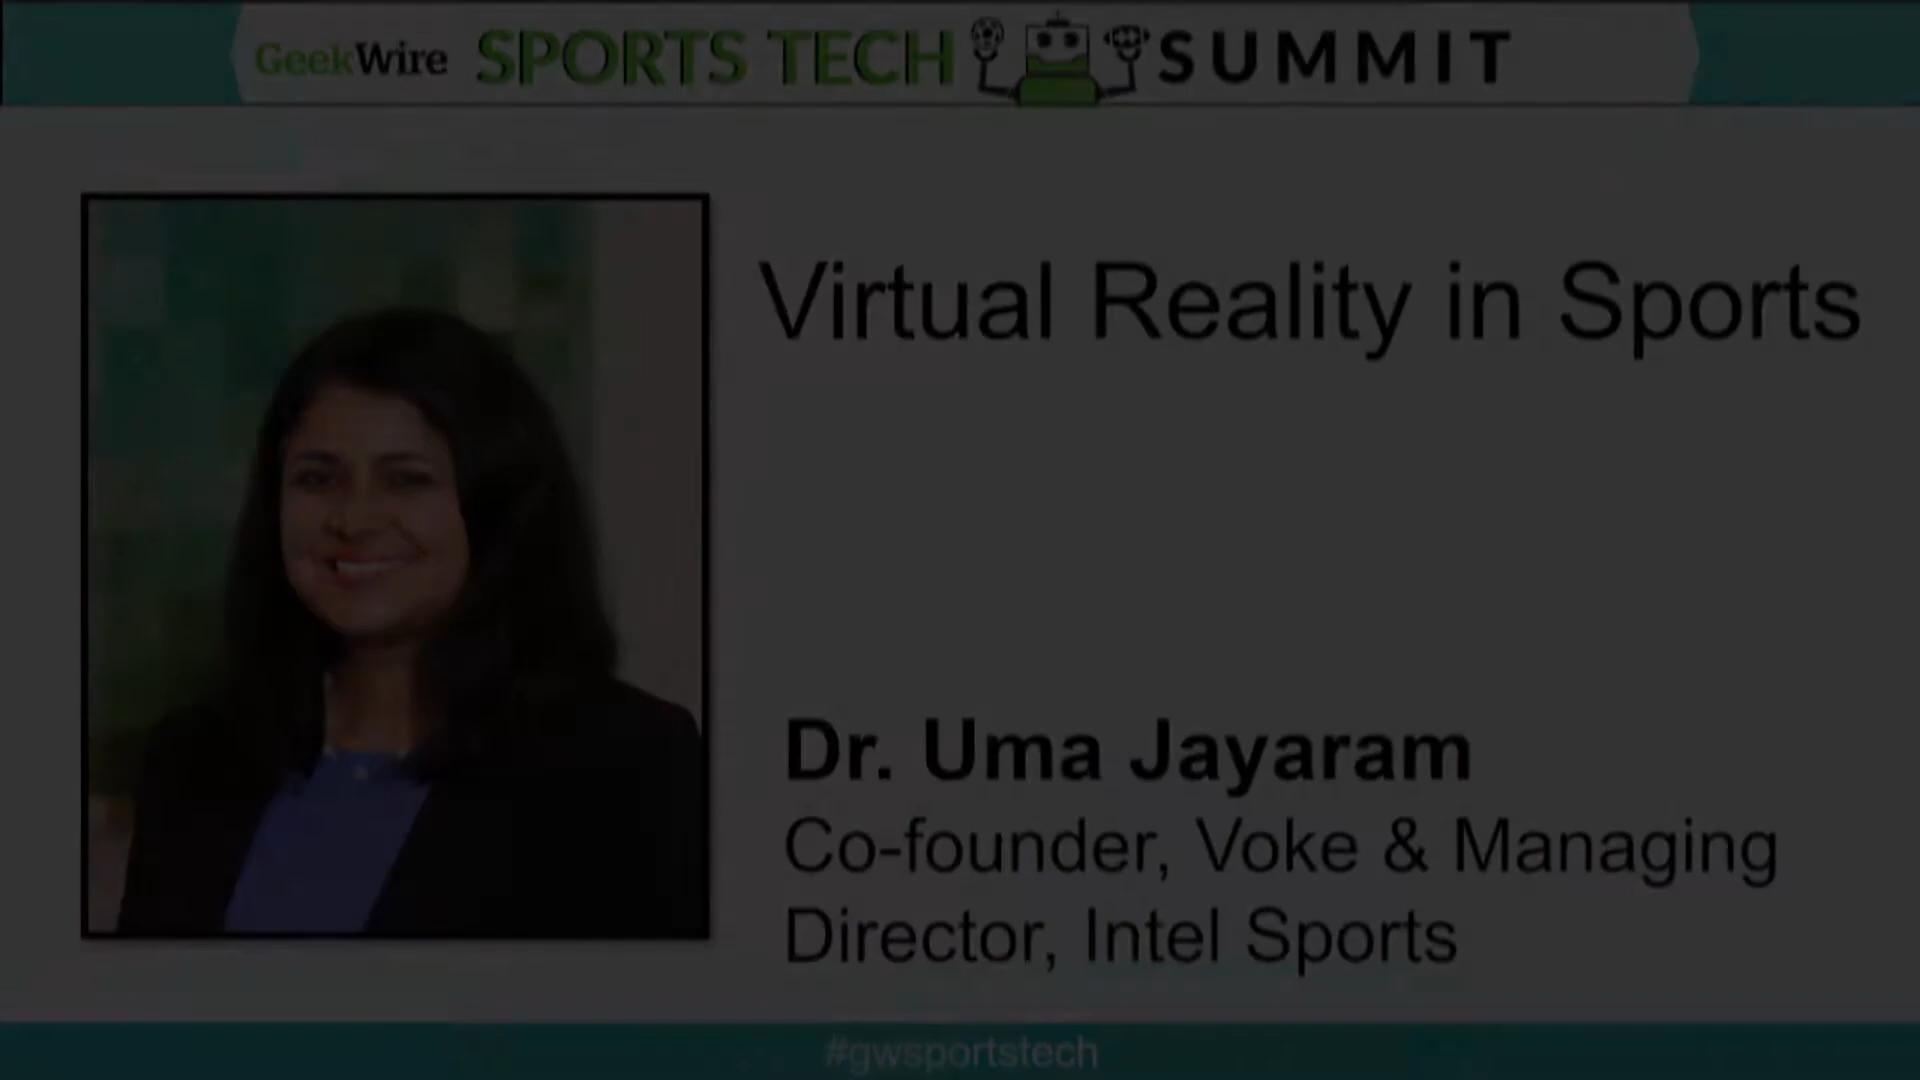 GeekWire SPORTS TECH SUMMIT
Virtual Reality in Sports
Dr. Uma Jayaram
Co-founder, Voke & Managing
Director, Intel Sports
#gwsportstech